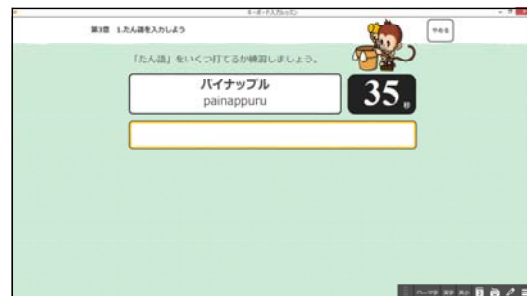 キーボード入力レッスン
第3章 1.たん語を入力しよう
やめる
「たん語」をいくつ打てるか練習しましょう。
パイナップル
painappuru
35秒